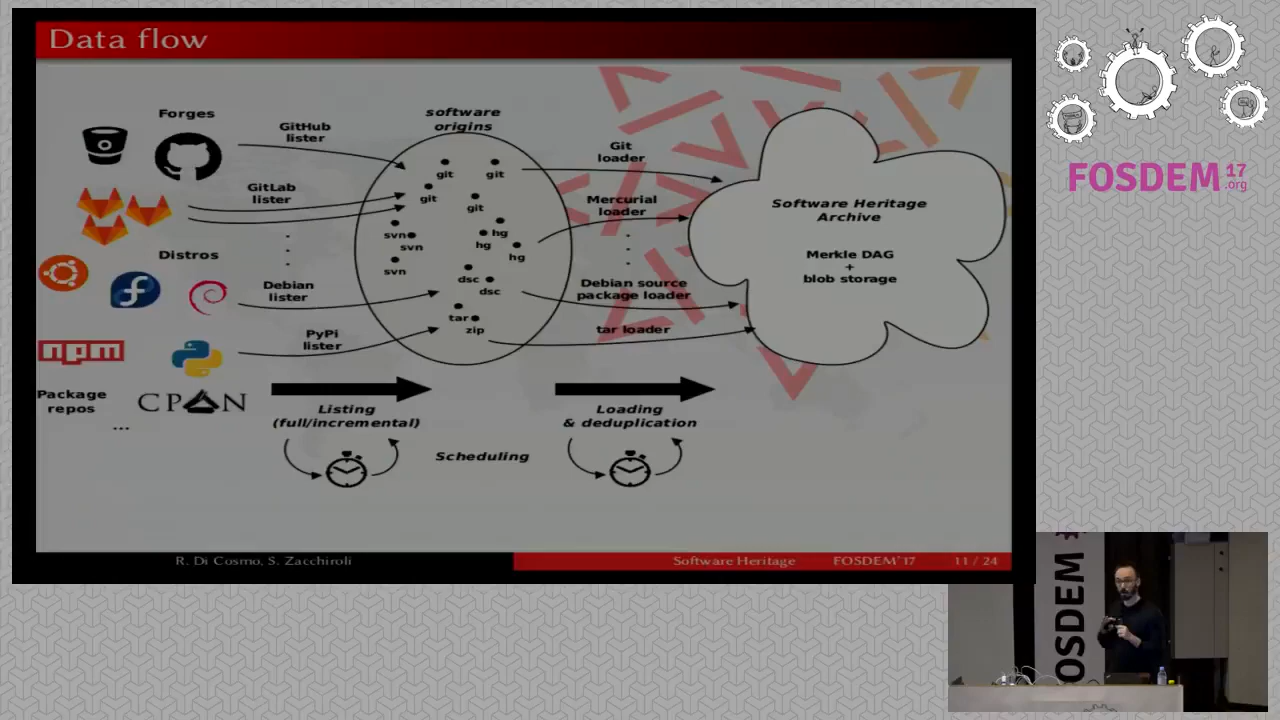 Data flow
Forges
GitHub
lister
GitLab
lister
Distros
Debian
lister
PyPi
lister
npm
CPAN
Package
repos
...
software
origins
git
git
git
git
svn
svn
svn
hg
hg
hg
dsc
dsc
tar
zip
Git
loader
Mercurial
loader
Debian source
package loader
tar loader
Software Heritage
Archive
Merkle DAG
+
blob storage
Listing
(full/incremental)
Scheduling
Loading
& deduplication
R. Di Cosmo, S. Zacchiroli
Software Heritage
FOSDEM'17
11 / 24
FOSDEM 17
.org
OSDEM